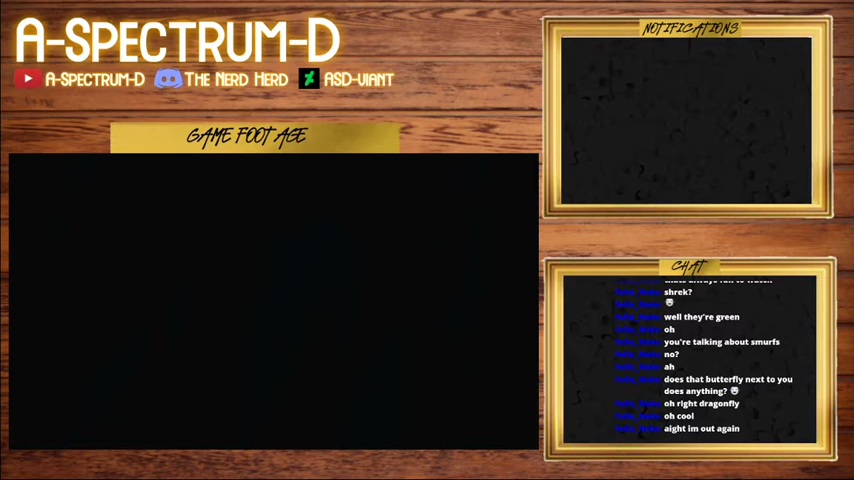 A-SPECTRUM-D
A-SPECTRUM-D THE NERD HERD ASD-VIANT
GAME FOOTAGE
NOTIFICATIONS
CHAT
shrek?
well they're green
oh
you're talking about smurfs
no?
ah
does that butterfly next to you
does anything?
oh right dragonfly
oh cool
aight im out again